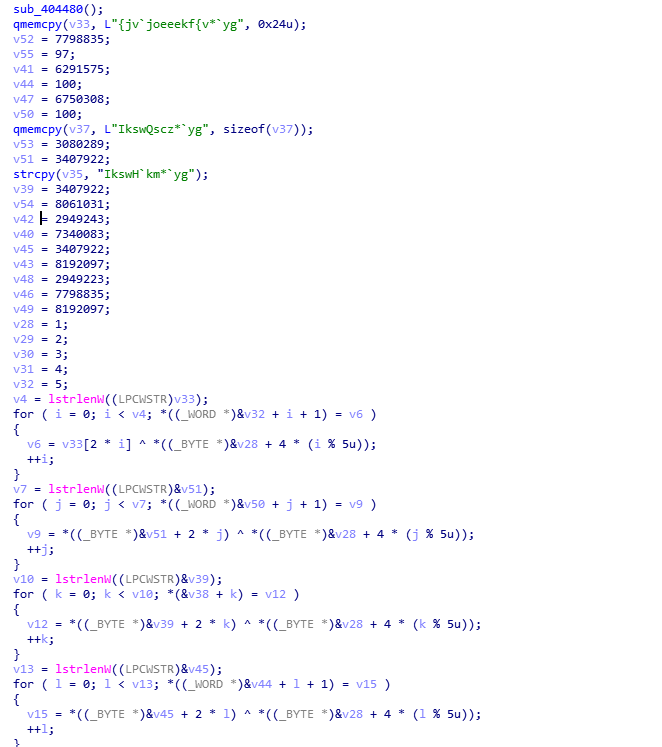 sub_404480();
qmemcpy(v33, L"{jv`joeeekf{v*`yg", 0x24u);
v52 = 7798835;
v55 = 97;
v41 = 6291575;
v44 = 100;
v47 = 6750308;
v50 = 100;
qmemcpy(v37, L"IkswQscz*`yg", sizeof(v37));
v53 = 3080289;
v51 = 3407922;
strcpy(v35, "IkswH`km*`yg");
v39 = 3407922;
v54 = 8061031;
v42 = 2949243;
v40 = 7340083;
v45 = 3407922;
v43 = 8192097;
v48 = 2949223;
v46 = 7798835;
v49 = 8192097;
v28 = 1;
v29 = 2;
v30 = 3;
v31 = 4;
v32 = 5;
v4 = lstrlenW((LPCWSTR)v33);
for ( i = 0; i < v4; *((_WORD *)&v32 + i + 1) = v6 )
{
v6 = v33[2 * i] ^ *((_BYTE *)&v28 + 4 * (i % 5u));
++i;
}
v7 = lstrlenW((LPCWSTR)&v51);
for ( j = 0; j < v7; *((_WORD *)&v50 + j + 1) = v9 )
{
v9 = *((_BYTE *)&v51 + 2 * j) ^ *((_BYTE *)&v28 + 4 * (j % 5u));
++j;
}
v10 = lstrlenW((LPCWSTR)&v39);
for ( k = 0; k < v10; *(&v38 + k) = v12 )
{
v12 = *((_BYTE *)&v39 + 2 * k) ^ *((_BYTE *)&v28 + 4 * (k % 5u));
++k;
}
v13 = lstrlenW((LPCWSTR)&v45);
for ( l = 0; l < v13; *((_WORD *)&v44 + l + 1) = v15 )
{
v15 = *((_BYTE *)&v45 + 2 * l) ^ *((_BYTE *)&v28 + 4 * (l % 5u));
++l;
}